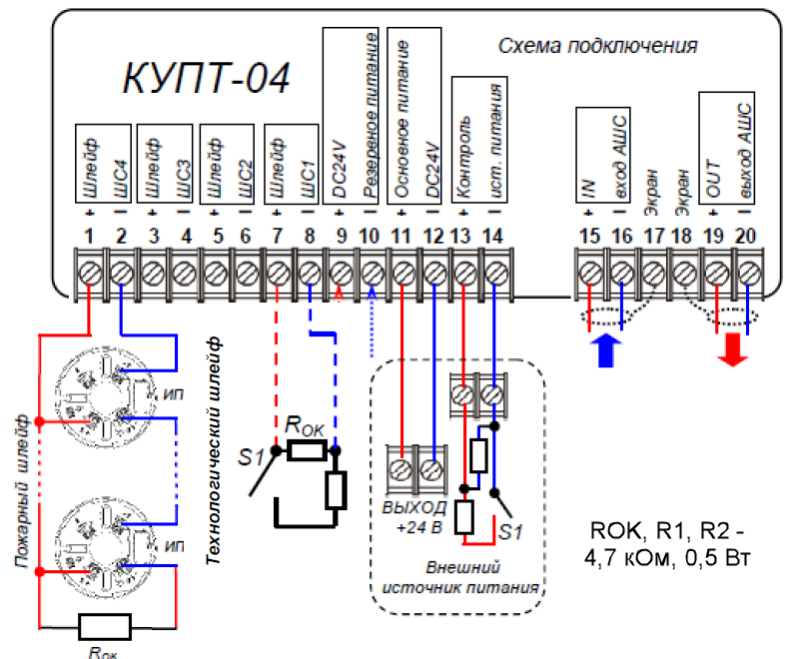 Схема подключения
КУПТ-04
+ Шлейф
– ШС4
+ Шлейф
– ШС3
+ Шлейф
– ШС2
+ Шлейф
– ШС1
+ DC24V
– Резервное питание
+ Основное питание
– DC24V
+ Контроль
– ист. питания
+ IN
– вход АШС
Экран
Экран
+ OUT
– выход АШС
1 2 3 4 5 6 7 8 9 10 11 12 13 14 15 16 17 18 19 20
ИП
ИП
Пожарный шлейф
Rок
Технологический шлейф
S1
RОК
ВЫХОД
+24 В
S1
Внешний
источник питания
ROK, R1, R2 -
4,7 кОм, 0,5 Вт